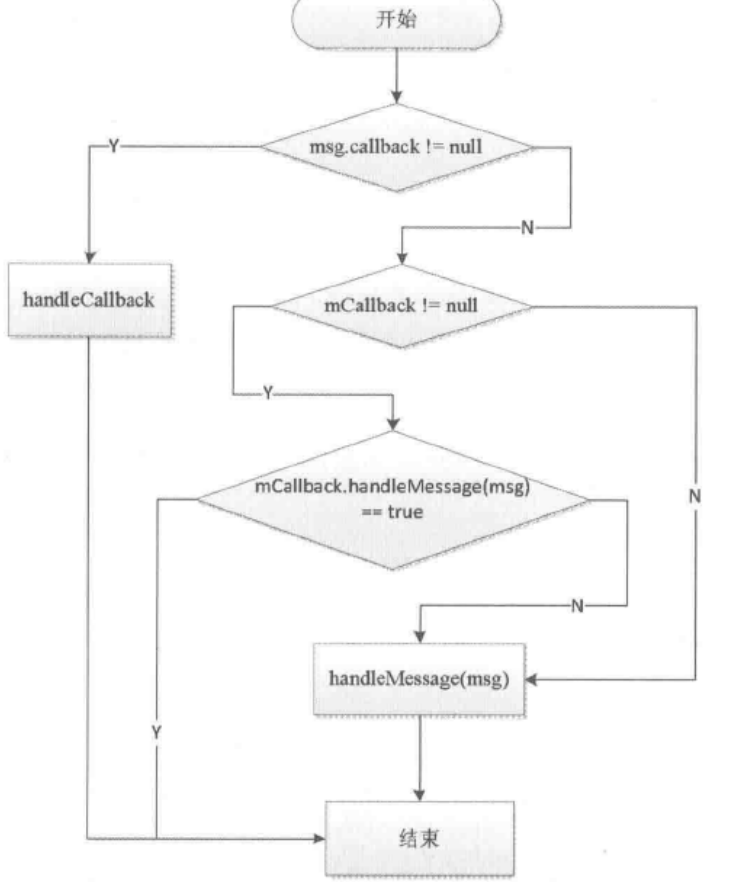 开始
msg.callback != null
Y
N
handleCallback
mCallback != null
Y
N
mCallback.handleMessage(msg)
== true
N
handleMessage(msg)
Y
结束